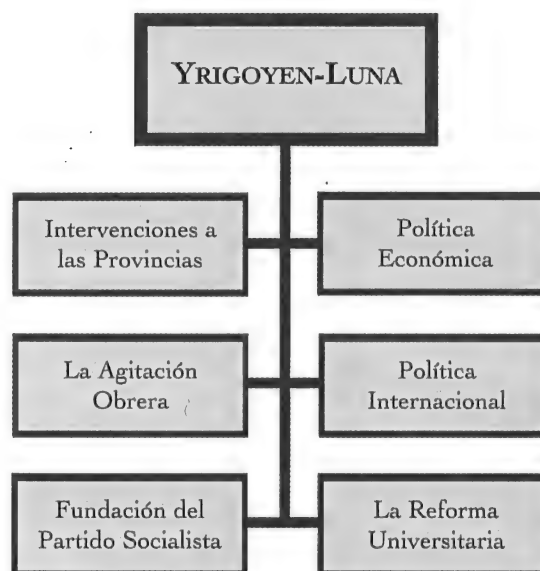 YRIGOYEN-LUNA
Intervenciones a
las Provincias
Política
Económica
La Agitación
Obrera
Política
Internacional
Fundación del
Partido Socialista
La Reforma
Universitaria